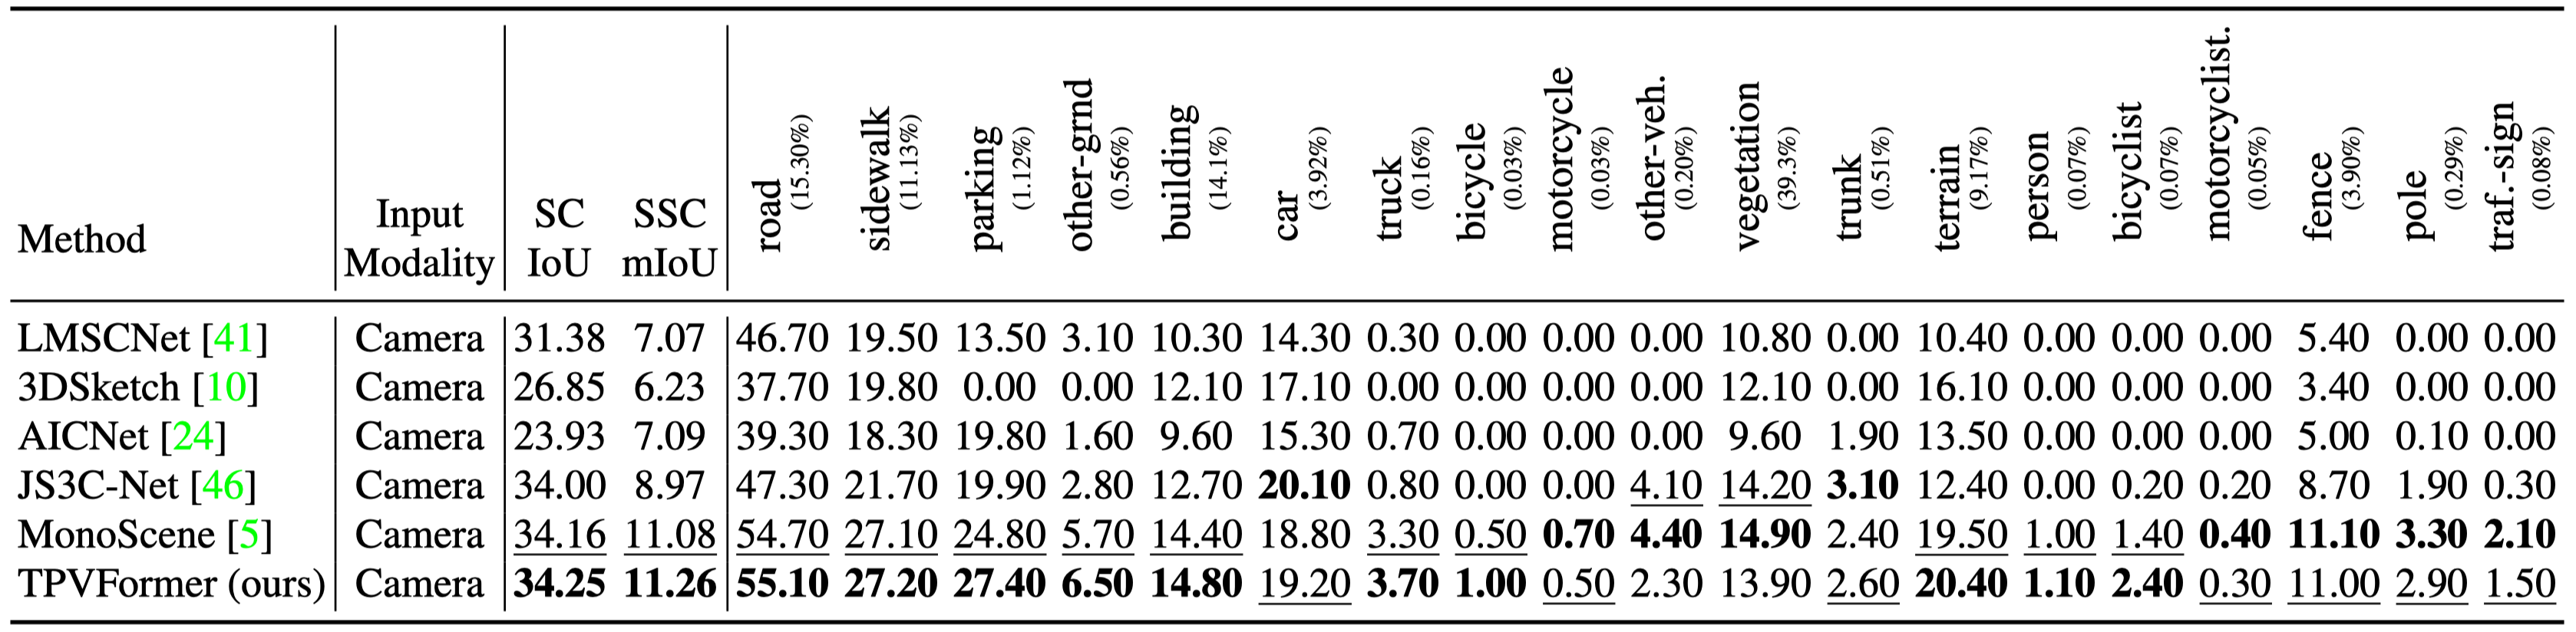 Method Input Modality SC IoU SSC mIoU road (15.30%) sidewalk (11.13%) parking (1.12%) other-grnd (0.56%) building (14.1%) car (3.92%) truck (0.16%) bicycle (0.03%) motorcycle (0.03%) other-veh. (0.20%) vegetation (39.3%) trunk (0.51%) terrain (9.17%) person (0.07%) bicyclist (0.07%) motorcyclist. (0.05%) fence (3.90%) pole (0.29%) traf.-sign (0.08%)
LMSCNet [41] Camera 31.38 7.07 46.70 19.50 13.50 3.10 10.30 14.30 0.30 0.00 0.00 0.00 10.80 0.00 10.40 0.00 0.00 0.00 5.40 0.00 0.00
3DSketch [10] Camera 26.85 6.23 37.70 19.80 0.00 0.00 12.10 17.10 0.00 0.00 0.00 0.00 12.10 0.00 16.10 0.00 0.00 0.00 3.40 0.00 0.00
AICNet [24] Camera 23.93 7.09 39.30 18.30 19.80 1.60 9.60 15.30 0.70 0.00 0.00 0.00 9.60 1.90 13.50 0.00 0.00 0.00 5.00 0.10 0.00
JS3C-Net [46] Camera 34.00 8.97 47.30 21.70 19.90 2.80 12.70 20.10 0.80 0.00 0.00 4.10 14.20 3.10 12.40 0.00 0.20 0.20 8.70 1.90 0.30
MonoScene [5] Camera 34.16 11.08 54.70 27.10 24.80 5.70 14.40 18.80 3.30 0.50 0.70 4.40 14.90 2.40 19.50 1.00 1.40 0.40 11.10 3.30 2.10
TPVFormer (ours) Camera 34.25 11.26 55.10 27.20 27.40 6.50 14.80 19.20 3.70 1.00 0.50 2.30 13.90 2.60 20.40 1.10 2.40 0.30 11.00 2.90 1.50